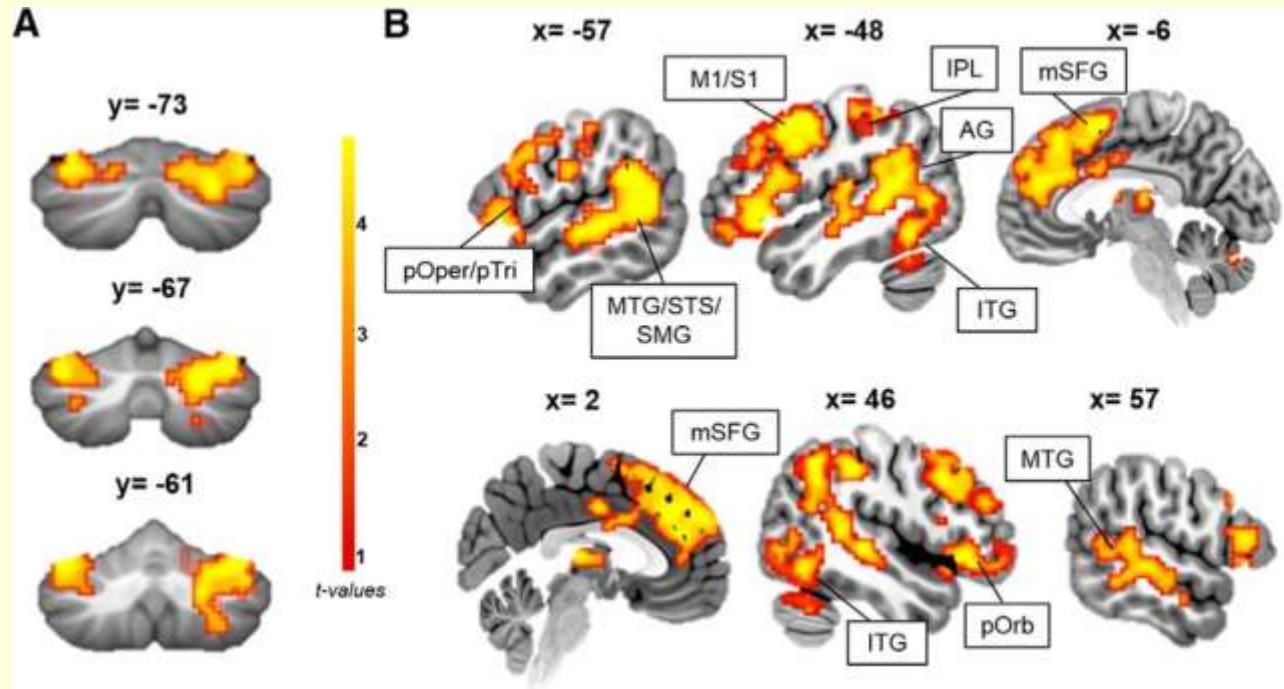 A
y= -73
y= -67
y= -61
4
3
2
1
t-values
B
x= -57
x= -48
x= -6
M1/S1
IPL
mSFG
AG
pOper/pTri
MTG/STS/
SMG
ITG
x= 2
x= 46
x= 57
mSFG
MTG
ITG
pOrb